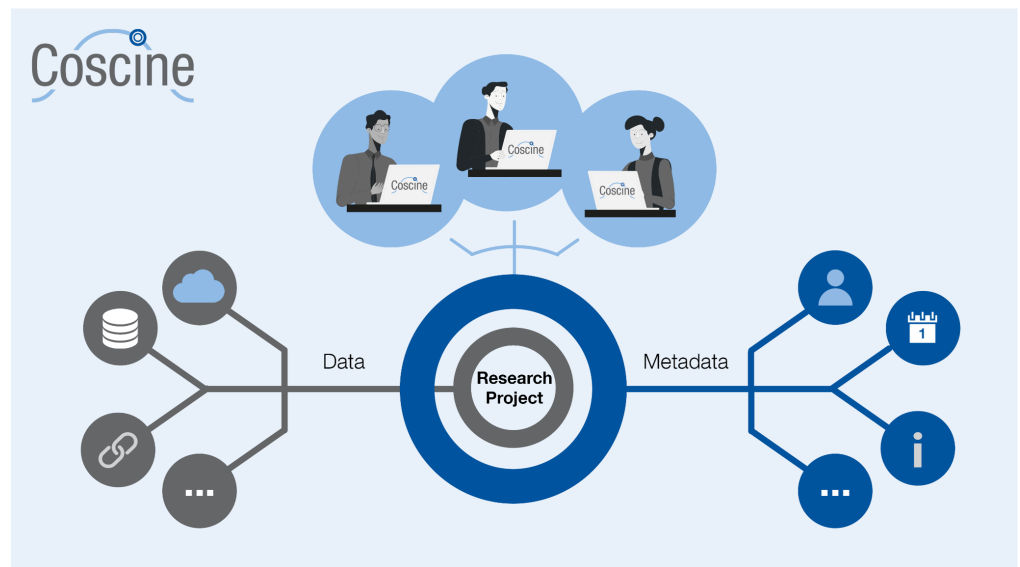 Coscine
Coscine
Coscine
Coscine
Data
Metadata
Research
Project
1